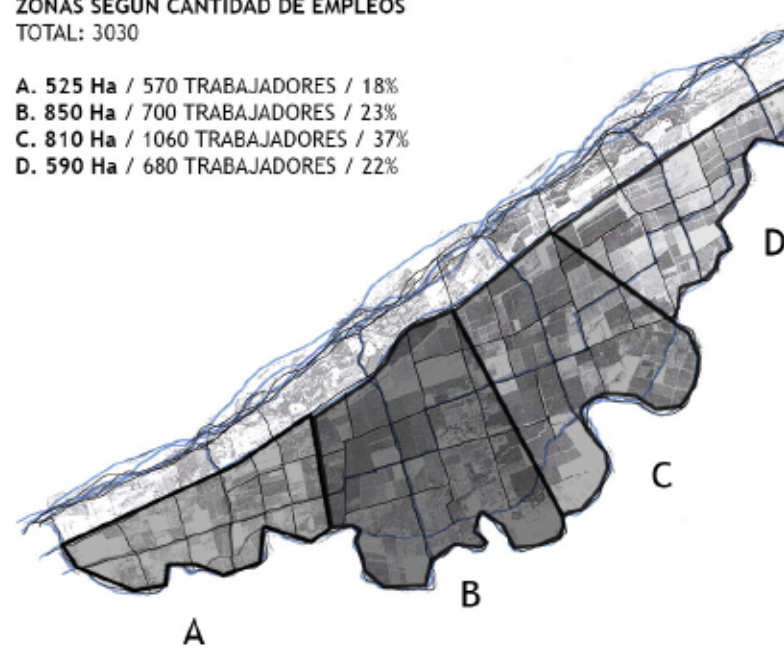 ZONAS SEGÚN CANTIDAD DE EMPLEOS
TOTAL: 3030
A. 525 Ha / 570 TRABAJADORES / 18%
B. 850 Ha / 700 TRABAJADORES / 23%
C. 810 Ha / 1060 TRABAJADORES / 37%
D. 590 Ha / 680 TRABAJADORES / 22%
D
C
B
A